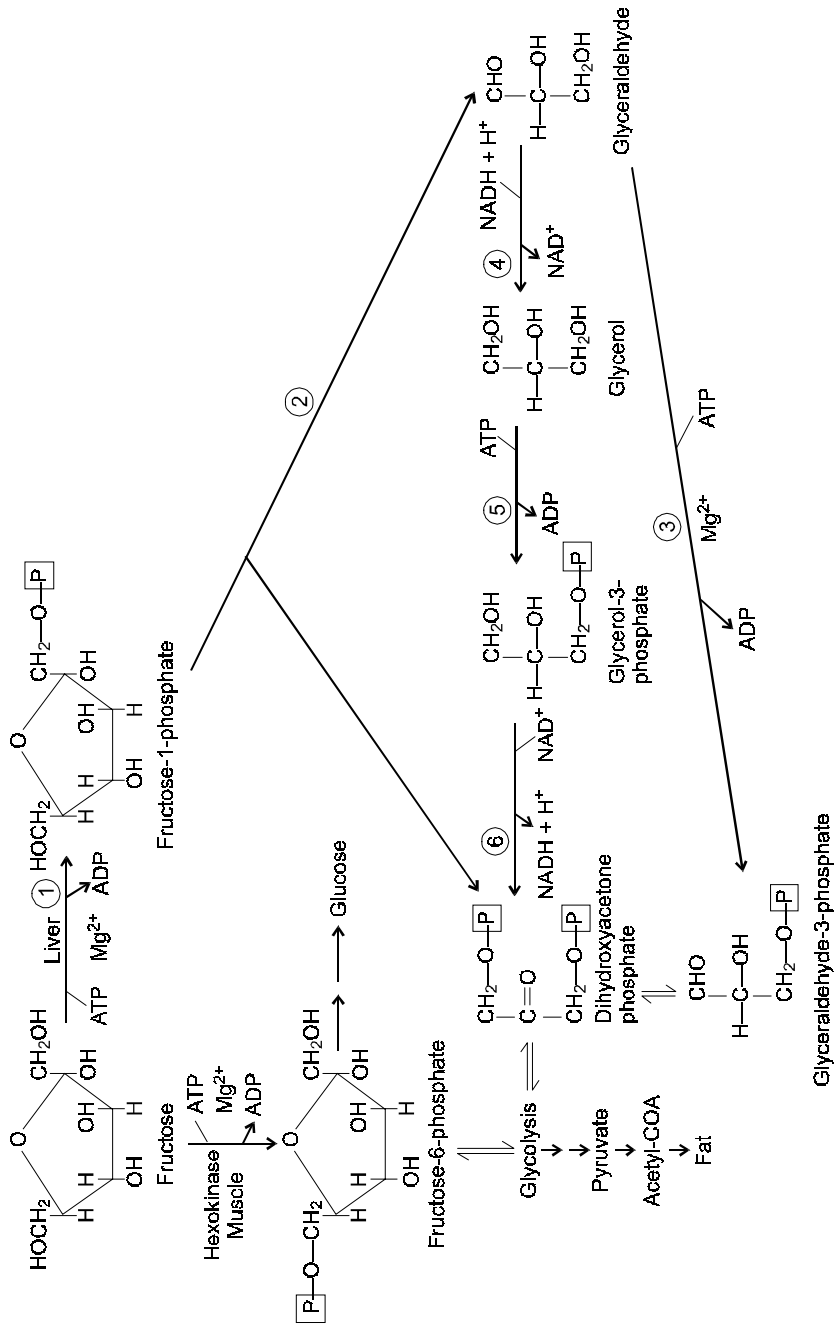 HOCH2
O
CH2OH
H
H
OH
OH
OH
H
Fructose
ATP
Liver
Mg2+
1
ADP
HOCH2
O
CH2—O—P
H
H
OH
OH
OH
H
Fructose-1-phosphate
Hexokinase
Muscle
ATP
Mg2+
ADP
P—O—CH2
O
CH2OH
H
H
OH
OH
OH
H
Fructose-6-phosphate
Glucose
2
Glycolysis
Pyruvate
Acetyl-COA
Fat
CH2—O—P
C=O
CH2—O—P
Dihydroxyacetone
phosphate
6
NADH + H+
NAD+
CH2OH
H—C—OH
CH2—O—P
Glycerol-3-
phosphate
5
ATP
ADP
CH2OH
H—C—OH
CH2OH
Glycerol
4
NADH + H+
NAD+
CHO
H—C—OH
CH2OH
Glyceraldehyde
3
ATP
Mg2+
ADP
CHO
H—C—OH
CH2—O—P
Glyceraldehyde-3-phosphate